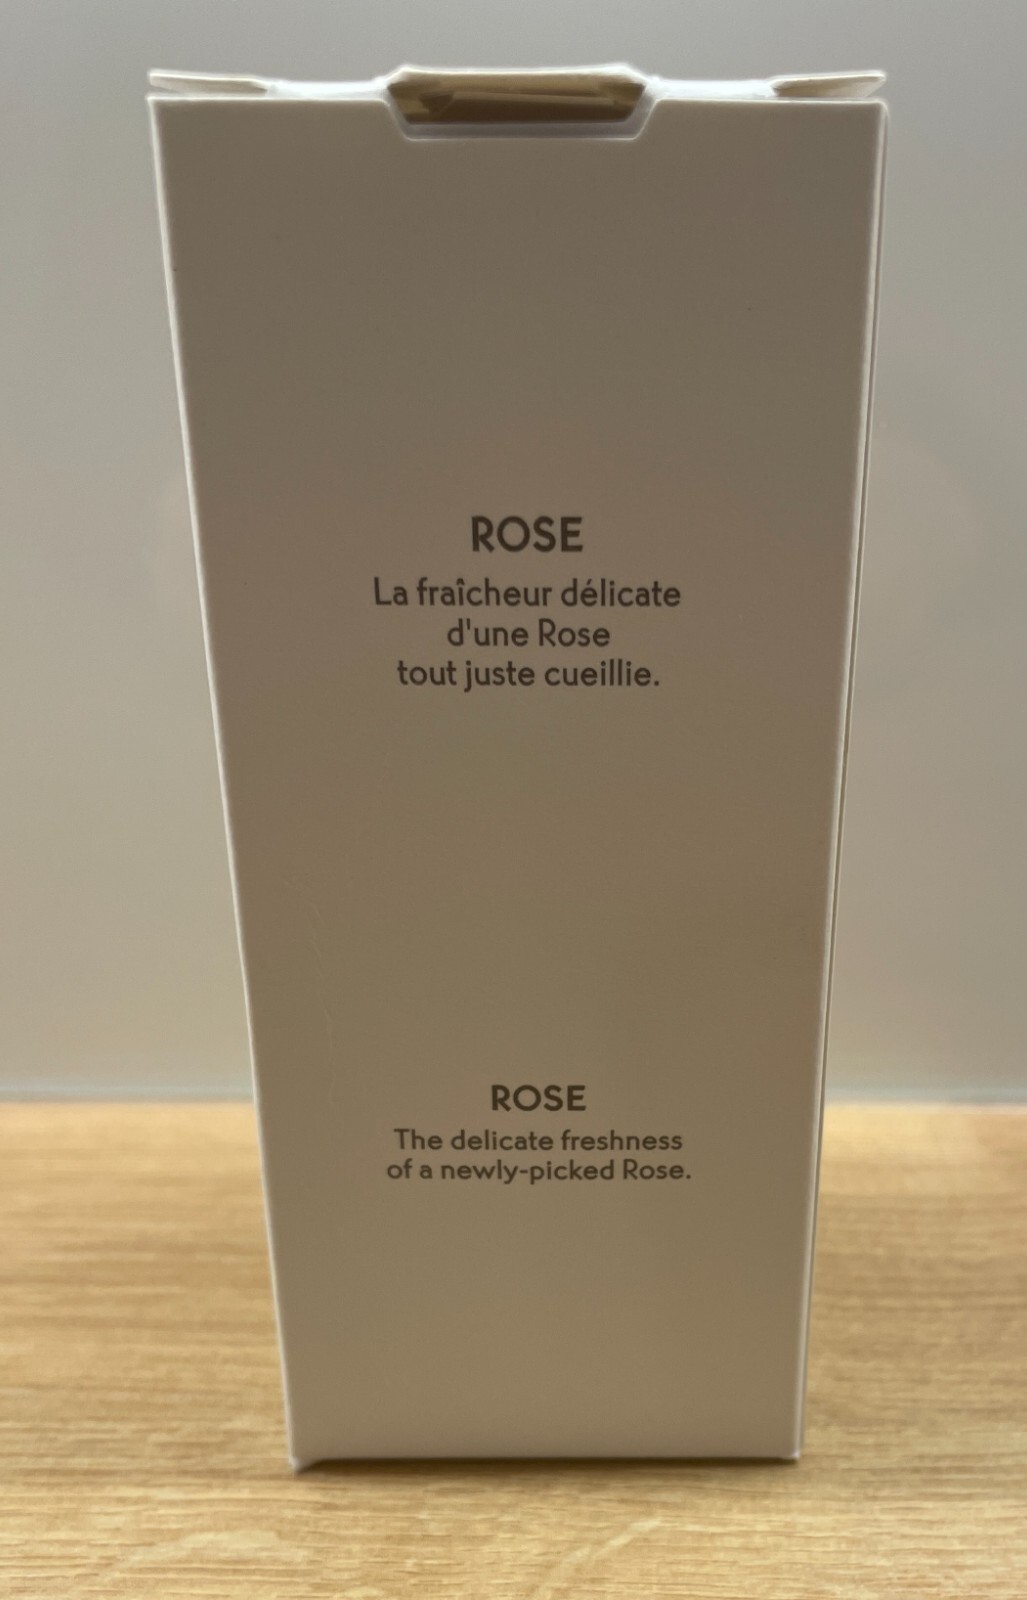 ROSE
La fraîcheur délicate
d'une Rose
tout juste cueillie.
ROSE
The delicate freshness
of a newly-picked Rose.